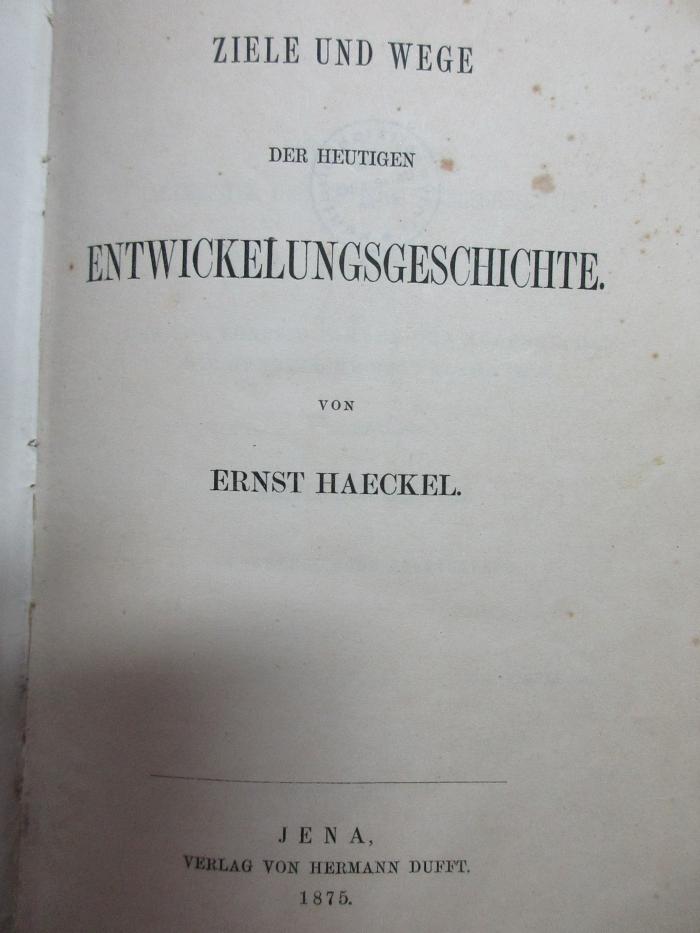 ZIELE UND WEGE
DER HEUTIGEN
ENTWICKELUNGSGESCHICHTE.
VON
ERNST HAECKEL.
JENA,
VERLAG VON HERMANN DUFFT.
1875.